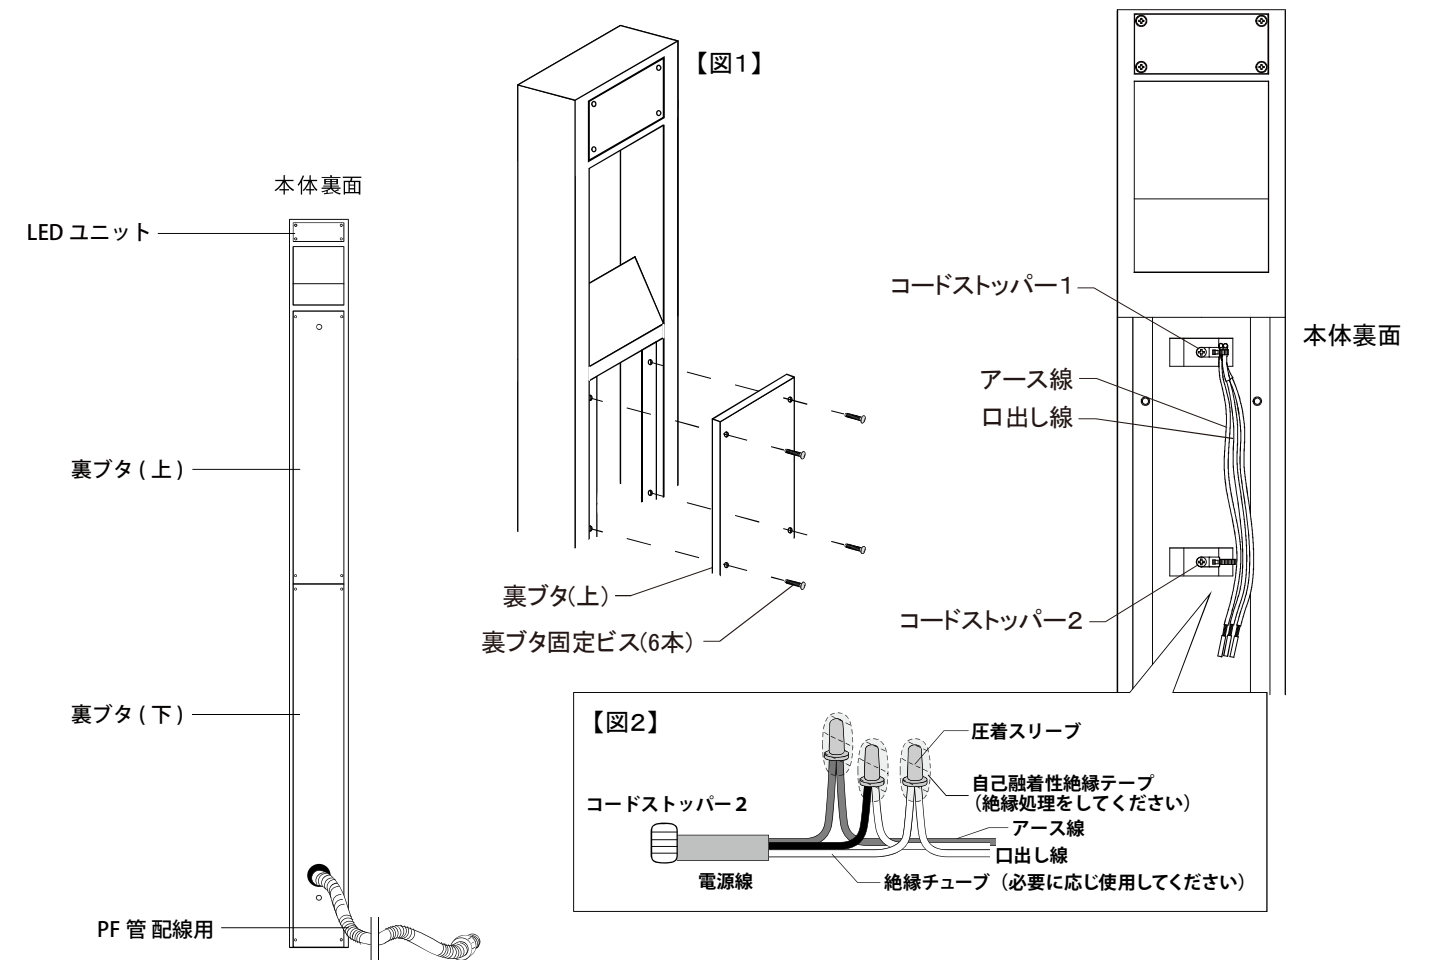 本体裏面
LED ユニット
裏ブタ ( 上 )
裏ブタ ( 下 )
PF 管 配線用
【図1】
裏ブタ(上)
裏ブタ固定ビス(6本)
コードストッパー1
アース線
口出し線
コードストッパー2
本体裏面
【図2】
圧着スリーブ
自己融着性絶縁テープ
(絶縁処理をしてください)
コードストッパー 2
アース線
口出し線
電源線
絶縁チューブ (必要に応じ使用してください)